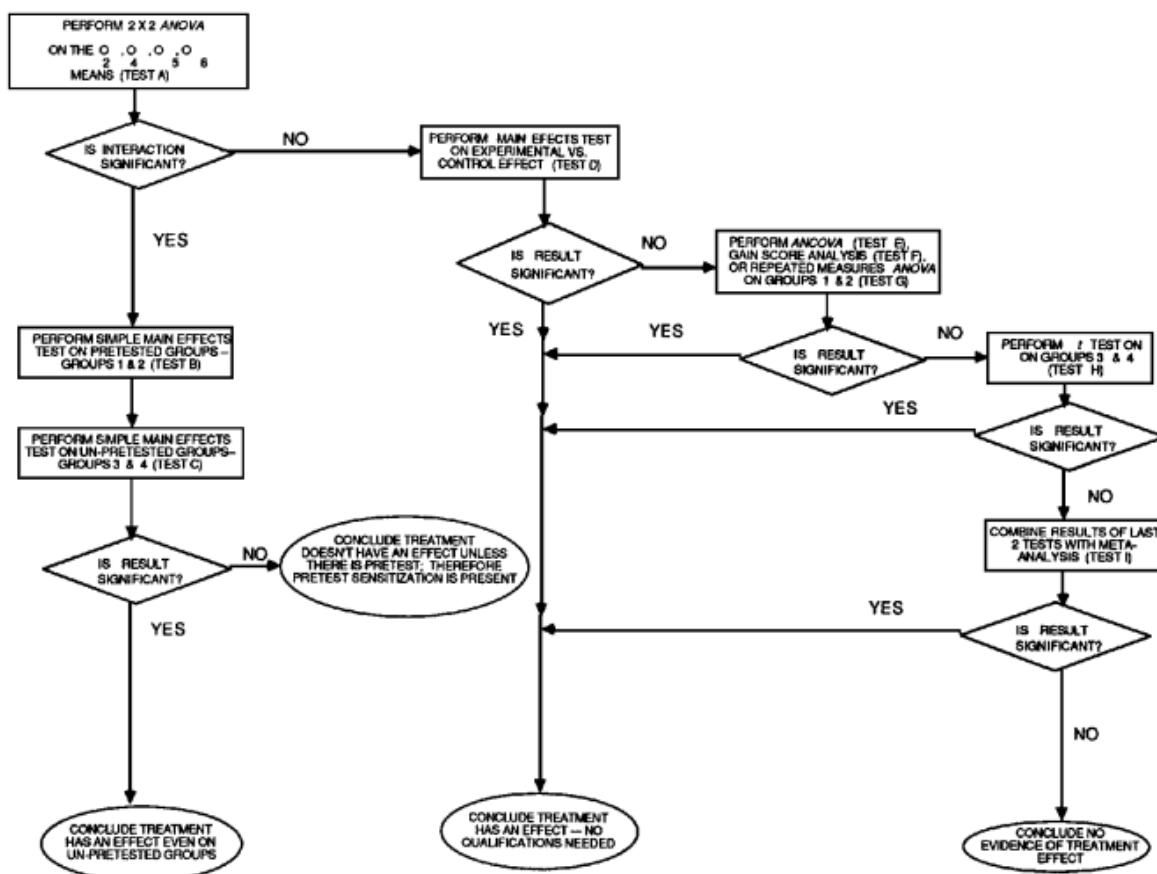 PERFORM 2 X 2 ANOVA
ON THE O ,O ,O ,O
2 4 5 6
MEANS (TEST A)
IS INTERACTION
SIGNIFICANT?
NO
PERFORM MAIN EFECTS TEST
ON EXPERIMENTAL VS.
CONTROL EFFECT (TEST D)
YES
IS RESULT
SIGNIFICANT?
NO
PERFORM ANCOVA (TEST E),
GAIN SCORE ANALYSIS (TEST F),
OR REPEATED MEASURES ANOVA
ON GROUPS 1 & 2 (TEST G)
YES
YES
IS RESULT
SIGNIFICANT?
NO
PERFORM t TEST ON
ON GROUPS 3 & 4
(TEST H)
PERFORM SIMPLE MAIN EFFECTS
TEST ON PRETESTED GROUPS –
GROUPS 1 & 2 (TEST B)
YES
IS RESULT
SIGNIFICANT?
PERFORM SIMPLE MAIN EFFECTS
TEST ON UN-PRETESTED GROUPS–
GROUPS 3 & 4 (TEST C)
NO
COMBINE RESULTS OF LAST
2 TESTS WITH META-
ANALYSIS (TEST I)
IS RESULT
SIGNIFICANT?
NO
CONCLUDE TREATMENT
DOESN'T HAVE AN EFFECT UNLESS
THERE IS PRETEST; THEREFORE
PRETEST SENSITIZATION IS PRESENT
YES
YES
IS RESULT
SIGNIFICANT?
NO
CONCLUDE TREATMENT
HAS AN EFFECT EVEN ON
UN-PRETESTED GROUPS
CONCLUDE TREATMENT
HAS AN EFFECT — NO
QUALIFICATIONS NEEDED
CONCLUDE NO
EVIDENCE OF TREATMENT
EFFECT